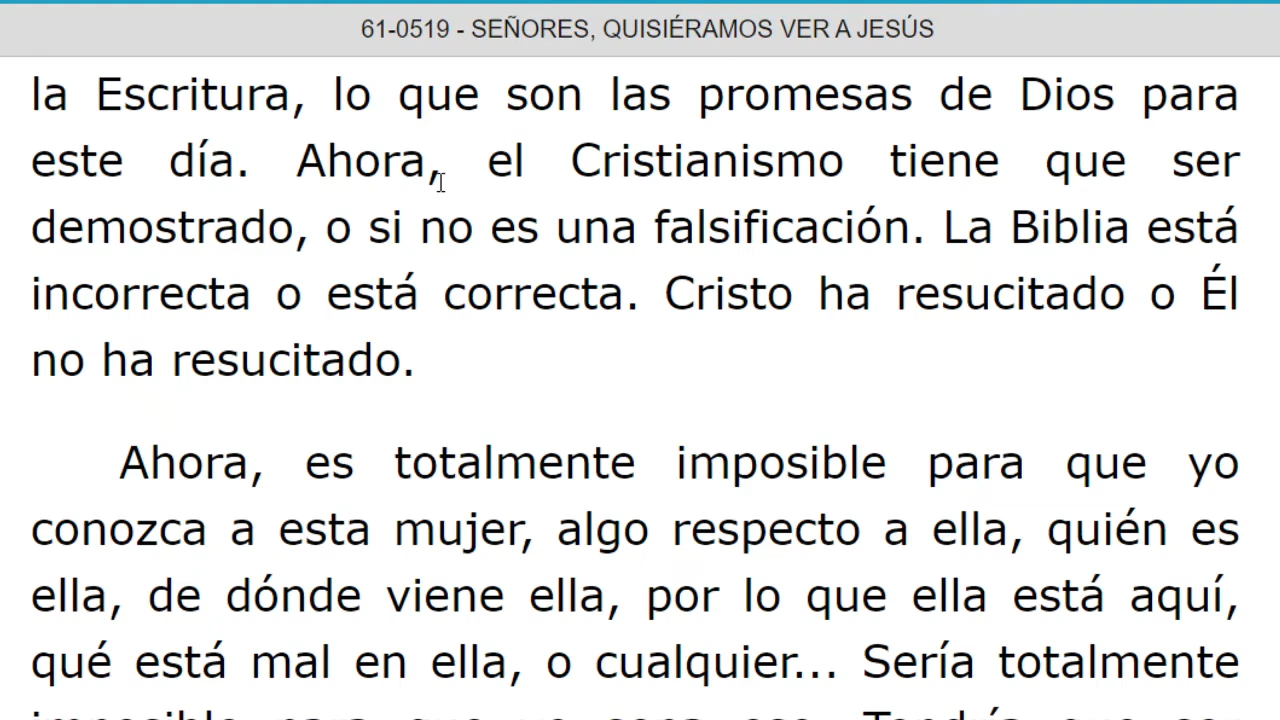 61-0519 - SEÑORES, QUISIÉRAMOS VER A JESÚS
la Escritura, lo que son las promesas de Dios para
este día. Ahora, el Cristianismo tiene que ser
demostrado, o si no es una falsificación. La Biblia está
incorrecta o está correcta. Cristo ha resucitado o Él
no ha resucitado.
Ahora, es totalmente imposible para que yo
conozca a esta mujer, algo respecto a ella, quién es
ella, de dónde viene ella, por lo que ella está aquí,
qué está mal en ella, o cualquier... Sería totalmente